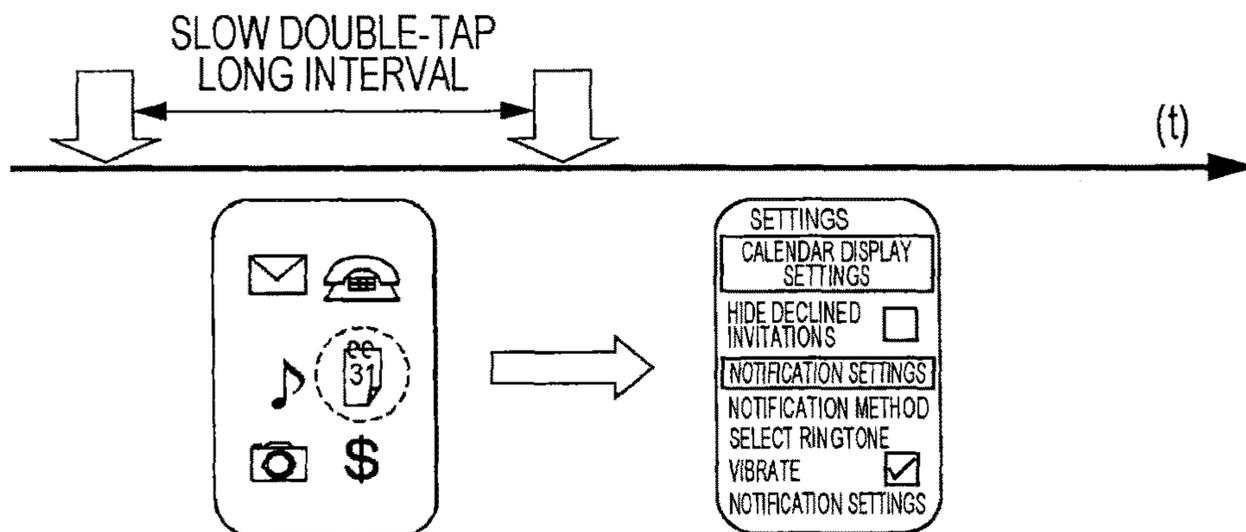 SLOW DOUBLE-TAP
LONG INTERVAL
(t)
31
$
SETTINGS
CALENDAR DISPLAY
SETTINGS
HIDE DECLINED
INVITATIONS
NOTIFICATION SETTINGS
NOTIFICATION METHOD
SELECT RINGTONE
VIBRATE
NOTIFICATION SETTINGS